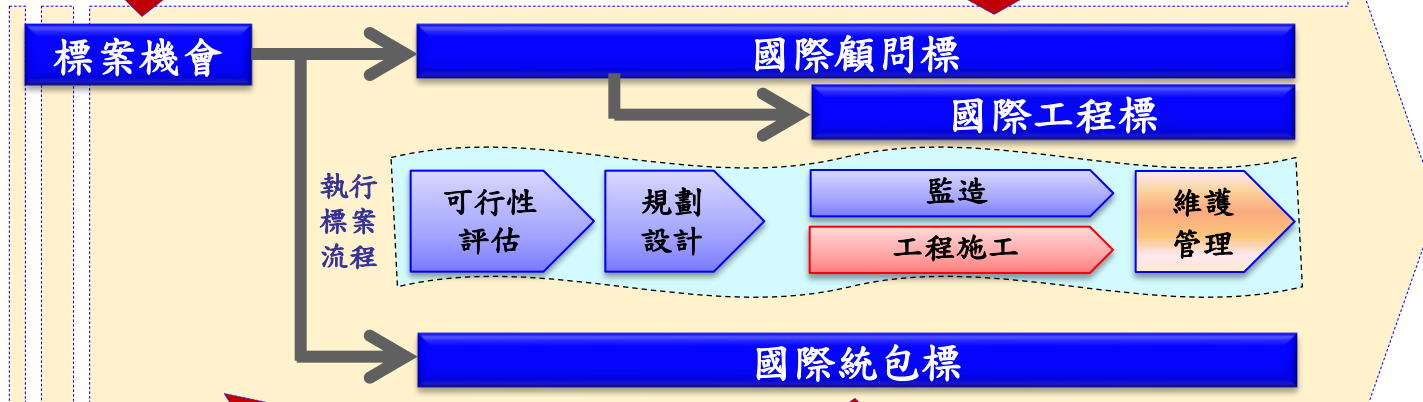 標案機會
國際顧問標
國際工程標
執行
標案
流程
可行性
評估
規劃
設計
監造
工程施工
維護
管理
國際統包標